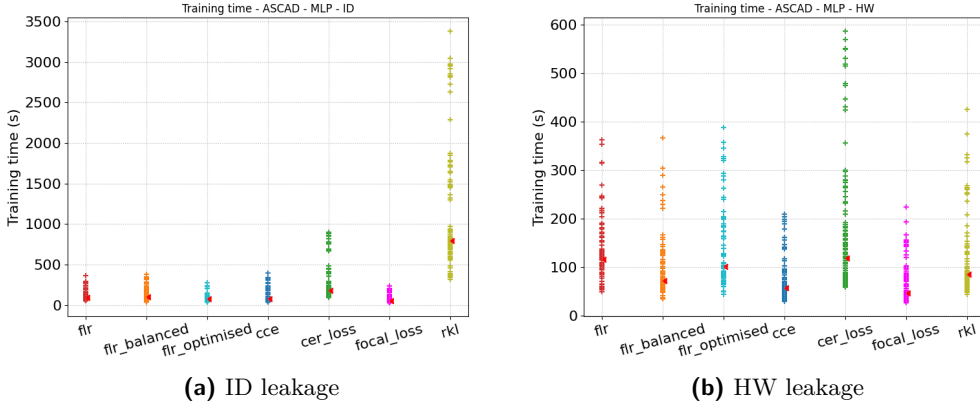 Training time - ASCAD - MLP - ID
Training time (s)
3500
3000
2500
2000
1500
1000
500
0
flr
flr_balanced
flr_optimised
cce
cer_loss
focal_loss
rkl
(a) ID leakage
Training time - ASCAD - MLP - HW
Training time (s)
600
500
400
300
200
100
0
flr
flr_balanced
flr_optimised
cce
cer_loss
focal_loss
rkl
(b) HW leakage